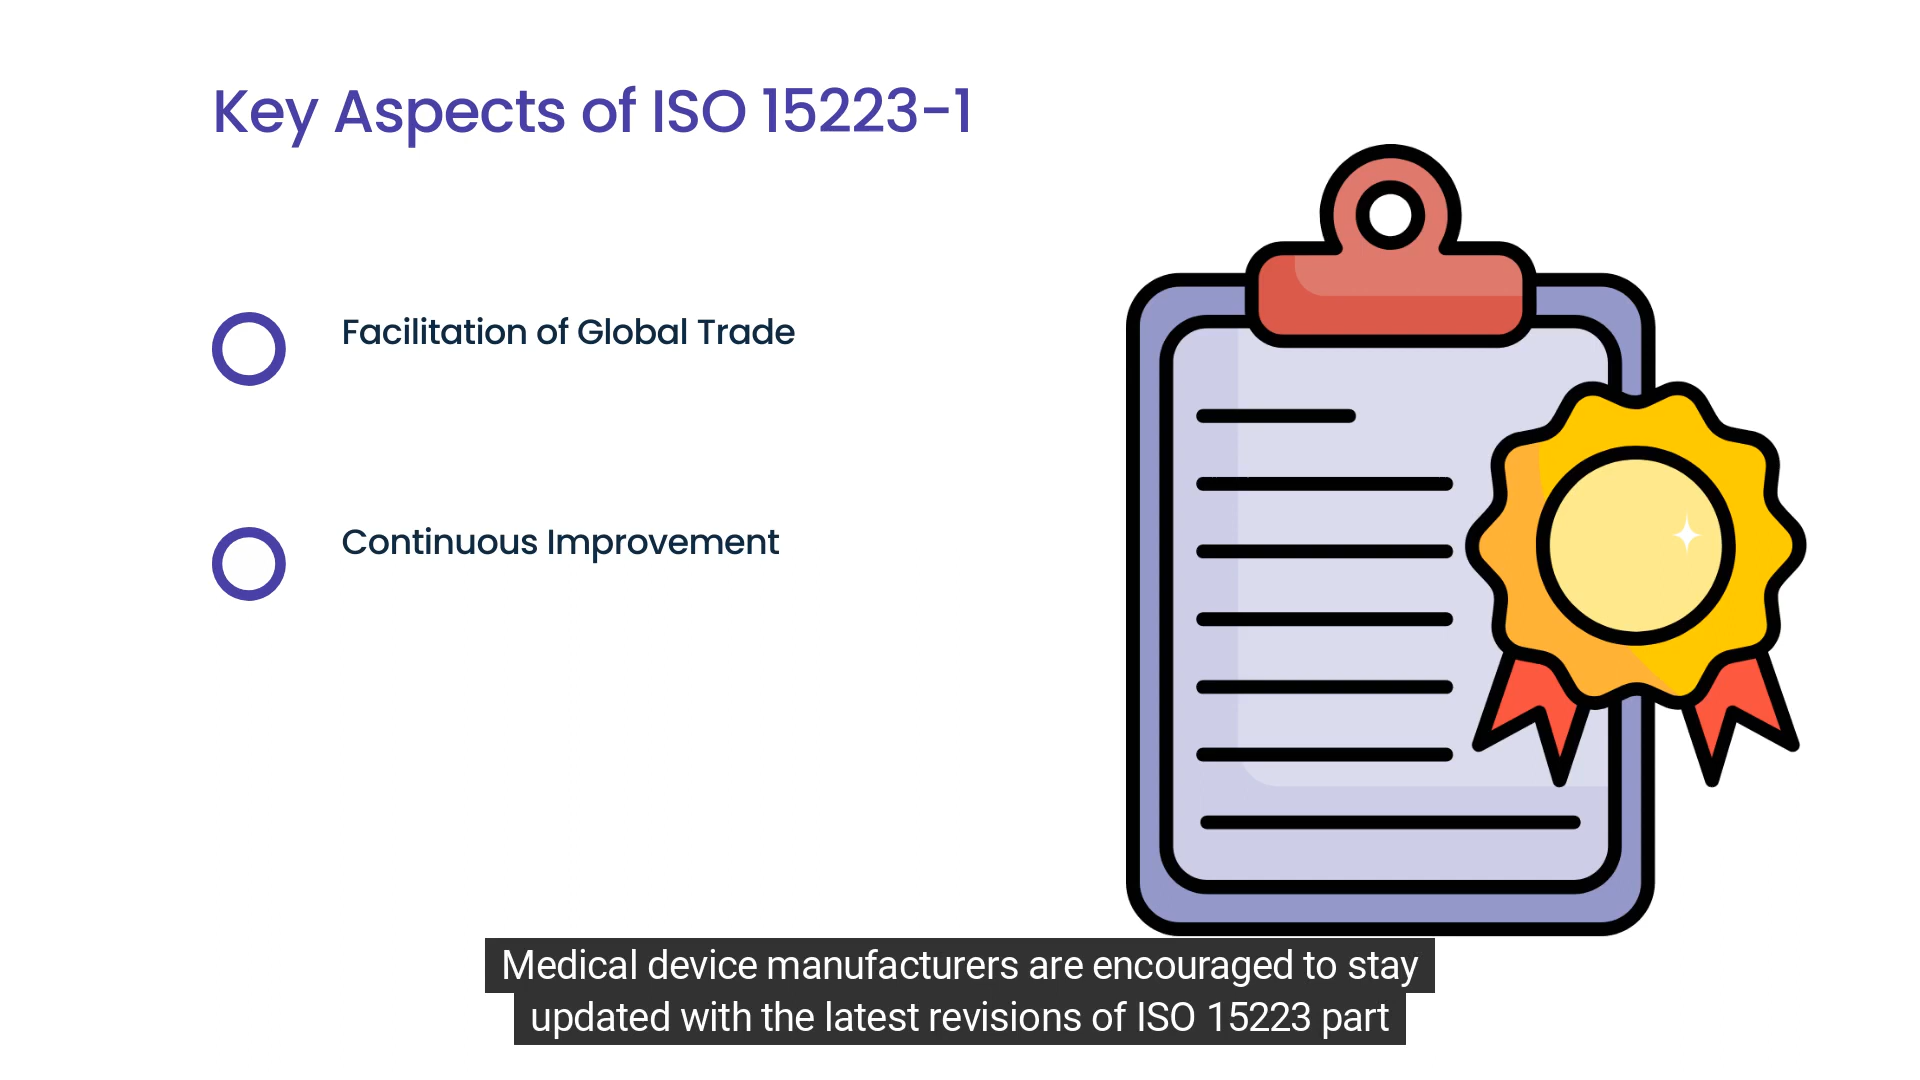 Key Aspects of ISO 15223-1
Facilitation of Global Trade
Continuous Improvement
Medical device manufacturers are encouraged to stay
updated with the latest revisions of ISO 15223 part